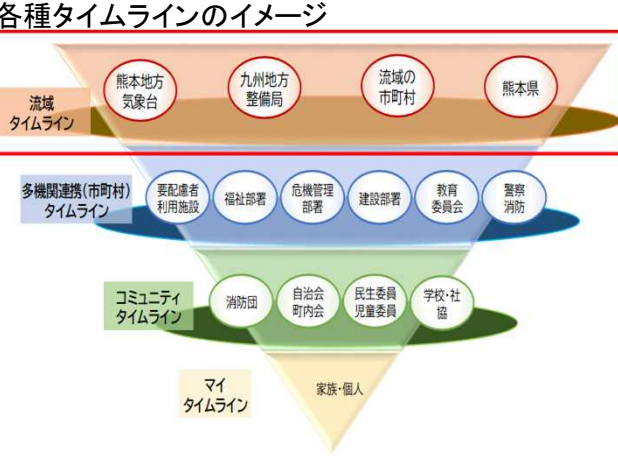 各種タイムラインのイメージ
流域
タイムライン
熊本地方
気象台
九州地方
整備局
流域の
市町村
熊本県
多機関連携(市町村)
タイムライン
要配慮者
利用施設
福祉部署
危機管理
部署
建設部署
教育
委員会
警察
消防
コミュニティ
タイムライン
消防団
自治会
町内会
民生委員
児童委員
学校・社
協
マイ
タイムライン
家族・個人